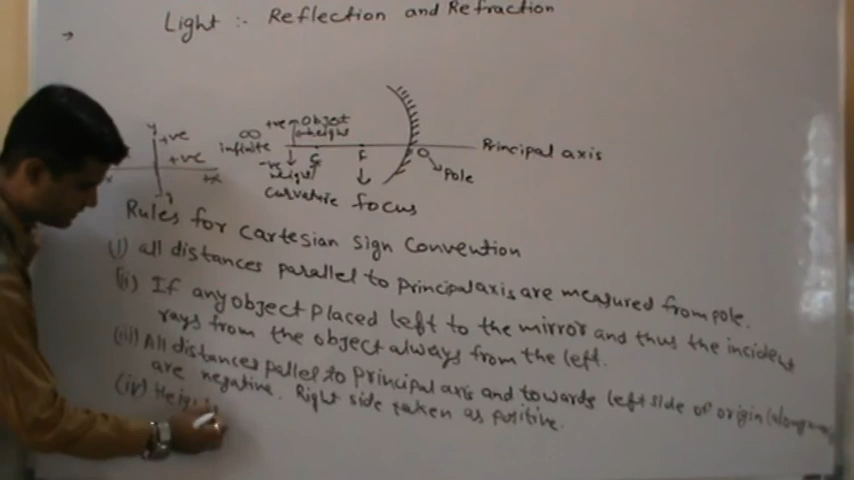 → Light :- Reflection and Refraction
y
+ve
+ve
+x
∞
infinite
+ve
object
height
-ve
height
C
F
Principal axis
Pole
curvature
focus
Rules for Cartesian Sign Convention
(i) all distances parallel to principal axis are measured from pole.
(ii) If any object placed left to the mirror and thus the incident
rays from the object always from the left.
(iii) All distances pallel to principal axis and towards left side of origin
are negative. Right side taken as positive.
(iv) Heigh